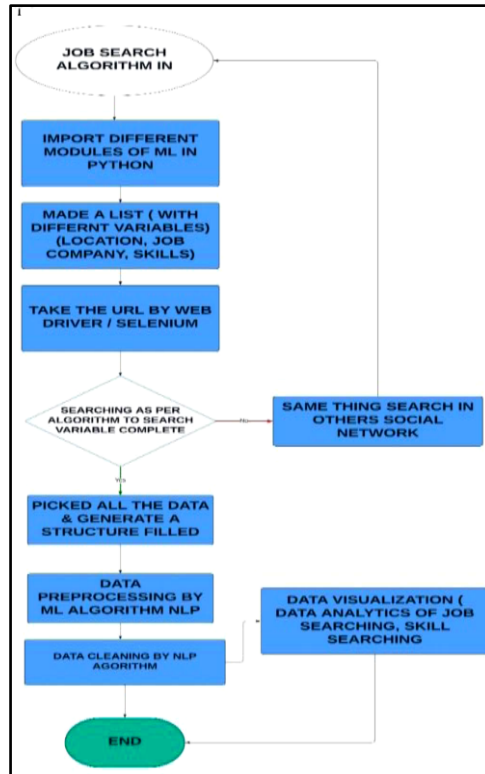 JOB SEARCH
ALGORITHM IN
IMPORT DIFFERENT
MODULES OF ML IN
PYTHON
MADE A LIST ( WITH
DIFFERNT VARIABLES)
(LOCATION, JOB
COMPANY, SKILLS)
TAKE THE URL BY WEB
DRIVER / SELENIUM
SEARCHING AS PER
ALGORITHM TO SEARCH
VARIABLE COMPLETE
NO
SAME THING SEARCH IN
OTHERS SOCIAL
NETWORK
YES
PICKED ALL THE DATA
& GENERATE A
STRUCTURE FILLED
DATA
PREPROCESSING BY
ML ALGORITHM NLP
DATA VISUALIZATION (
DATA ANALYTICS OF JOB
SEARCHING, SKILL
SEARCHING
DATA CLEANING BY NLP
AGORITHM
END